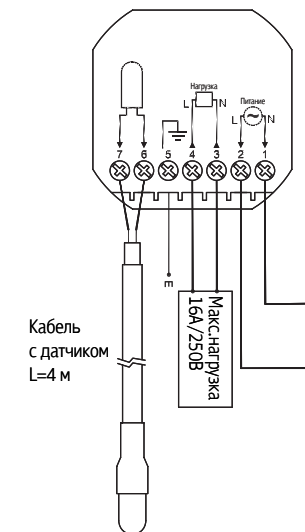 Нагрузка
L N
Питание
L N
7 6 5 4 3 2 1
E
Макс.нагрузка
16А/250В
Кабель
с датчиком
L=4 м